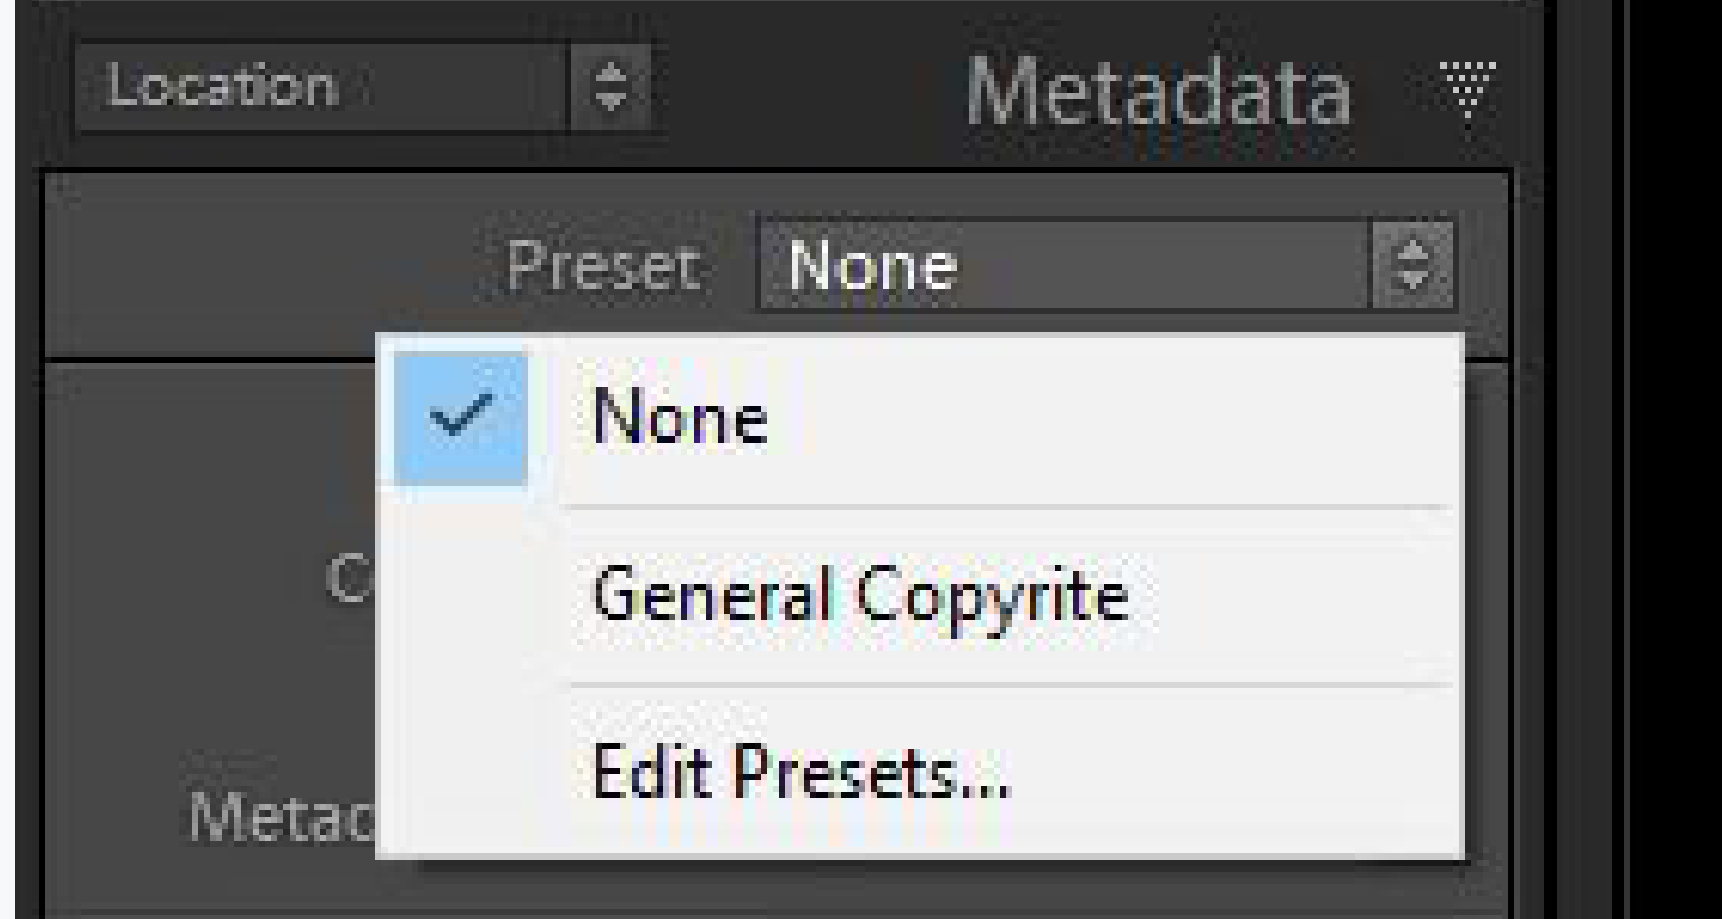 Location
Metadata
Preset
None
None
General Copyrite
Edit Presets...